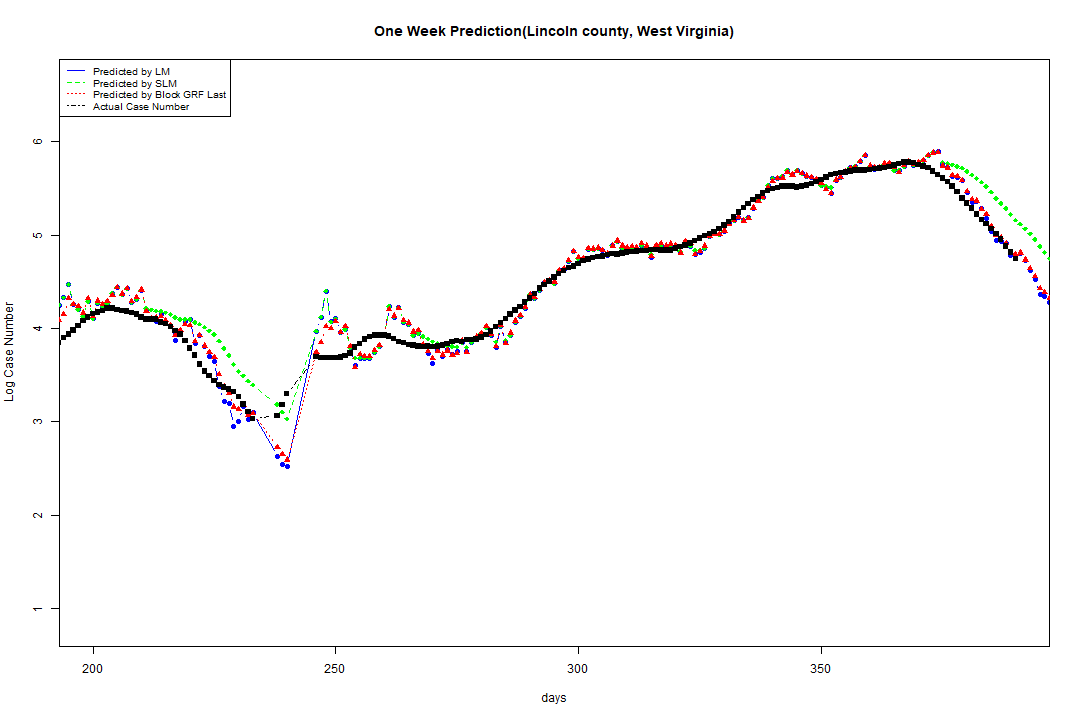 One Week Prediction(Lincoln county, West Virginia)
Predicted by LM
Predicted by SLM
Predicted by Block GRF Last
Actual Case Number
6
5
4
3
2
1
Log Case Number
200
250
300
350
days